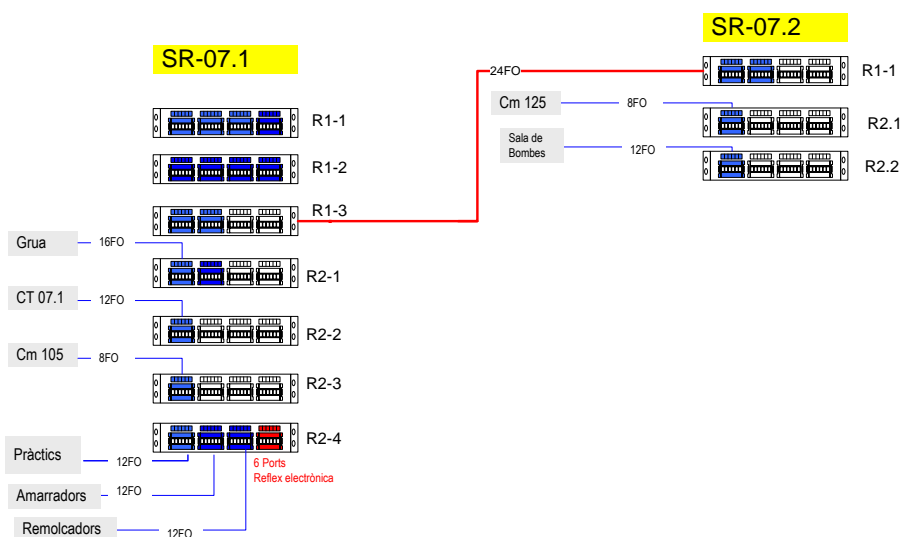 SR-07.2
SR-07.1
24FO
R1-1
Cm 125
8FO
R1-1
R2.1
Sala de
Bombes
12FO
R1-2
R2.2
R1-3
Grua
16FO
R2-1
CT 07.1
12FO
R2-2
Cm 105
8FO
R2-3
R2-4
Pràctics
12FO
6 Ports
Reflex electrònica
Amarradors
12FO
Remolcadors
12FO